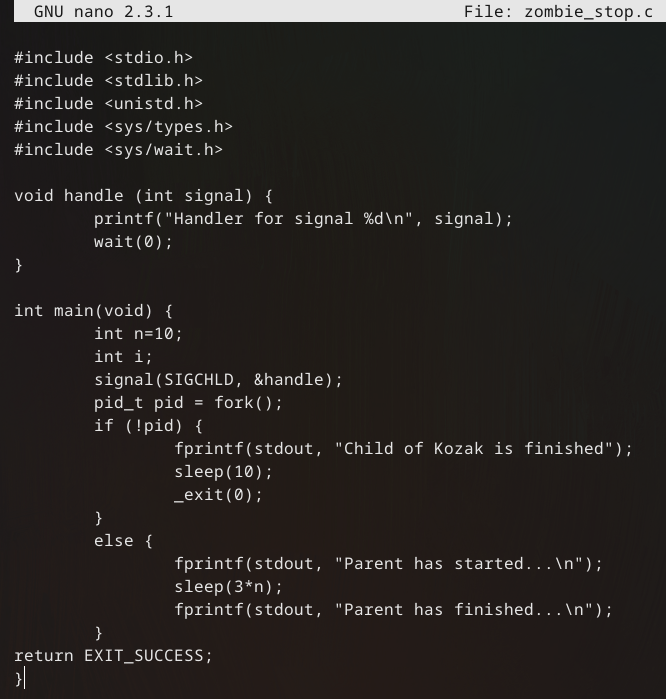 GNU nano 2.3.1 File: zombie_stop.c
#include <stdio.h>
#include <stdlib.h>
#include <unistd.h>
#include <sys/types.h>
#include <sys/wait.h>
void handle (int signal) {
printf("Handler for signal %d\n", signal);
wait(0);
}
int main(void) {
int n=10;
int i;
signal(SIGCHLD, &handle);
pid_t pid = fork();
if (!pid) {
fprintf(stdout, "Child of Kozak is finished");
sleep(10);
_exit(0);
}
else {
fprintf(stdout, "Parent has started...\n");
sleep(3*n);
fprintf(stdout, "Parent has finished...\n");
}
return EXIT_SUCCESS;
}